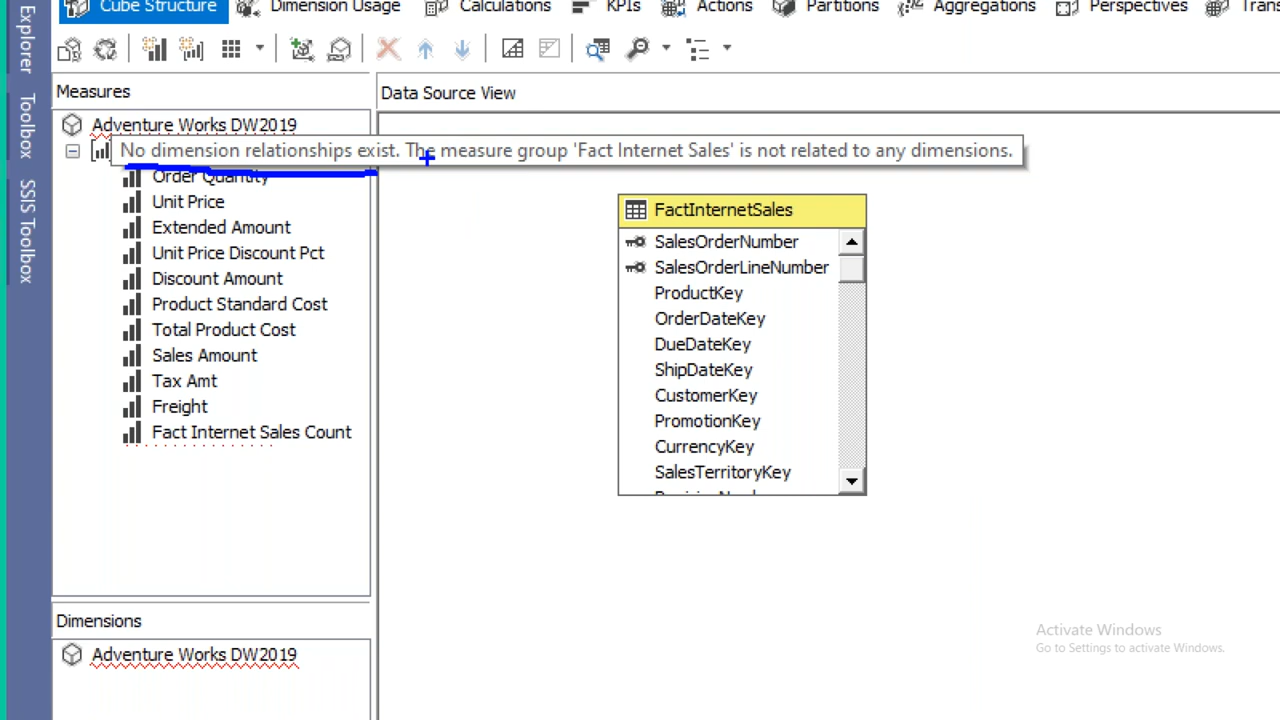 Cube Structure
Dimension Usage
Calculations
KPIs
Actions
Partitions
Aggregations
Perspectives
Explorer
Toolbox
SSIS Toolbox
Measures
Data Source View
Adventure Works DW2019
No dimension relationships exist. The measure group 'Fact Internet Sales' is not related to any dimensions.
Order Quantity
Unit Price
Extended Amount
Unit Price Discount Pct
Discount Amount
Product Standard Cost
Total Product Cost
Sales Amount
Tax Amt
Freight
Fact Internet Sales Count
FactInternetSales
SalesOrderNumber
SalesOrderLineNumber
ProductKey
OrderDateKey
DueDateKey
ShipDateKey
CustomerKey
PromotionKey
CurrencyKey
SalesTerritoryKey
Dimensions
Adventure Works DW2019
Activate Windows
Go to Settings to activate Windows.